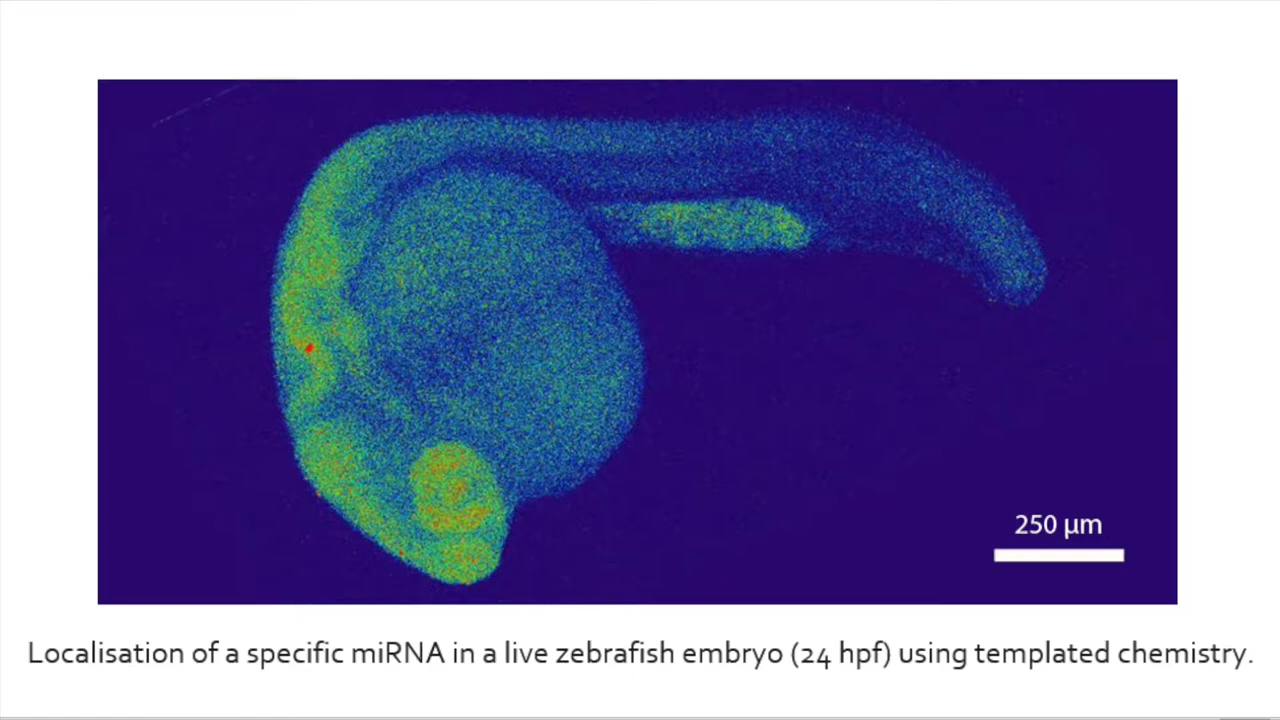 250 µm
Localisation of a specific miRNA in a live zebrafish embryo (24 hpf) using templated chemistry.